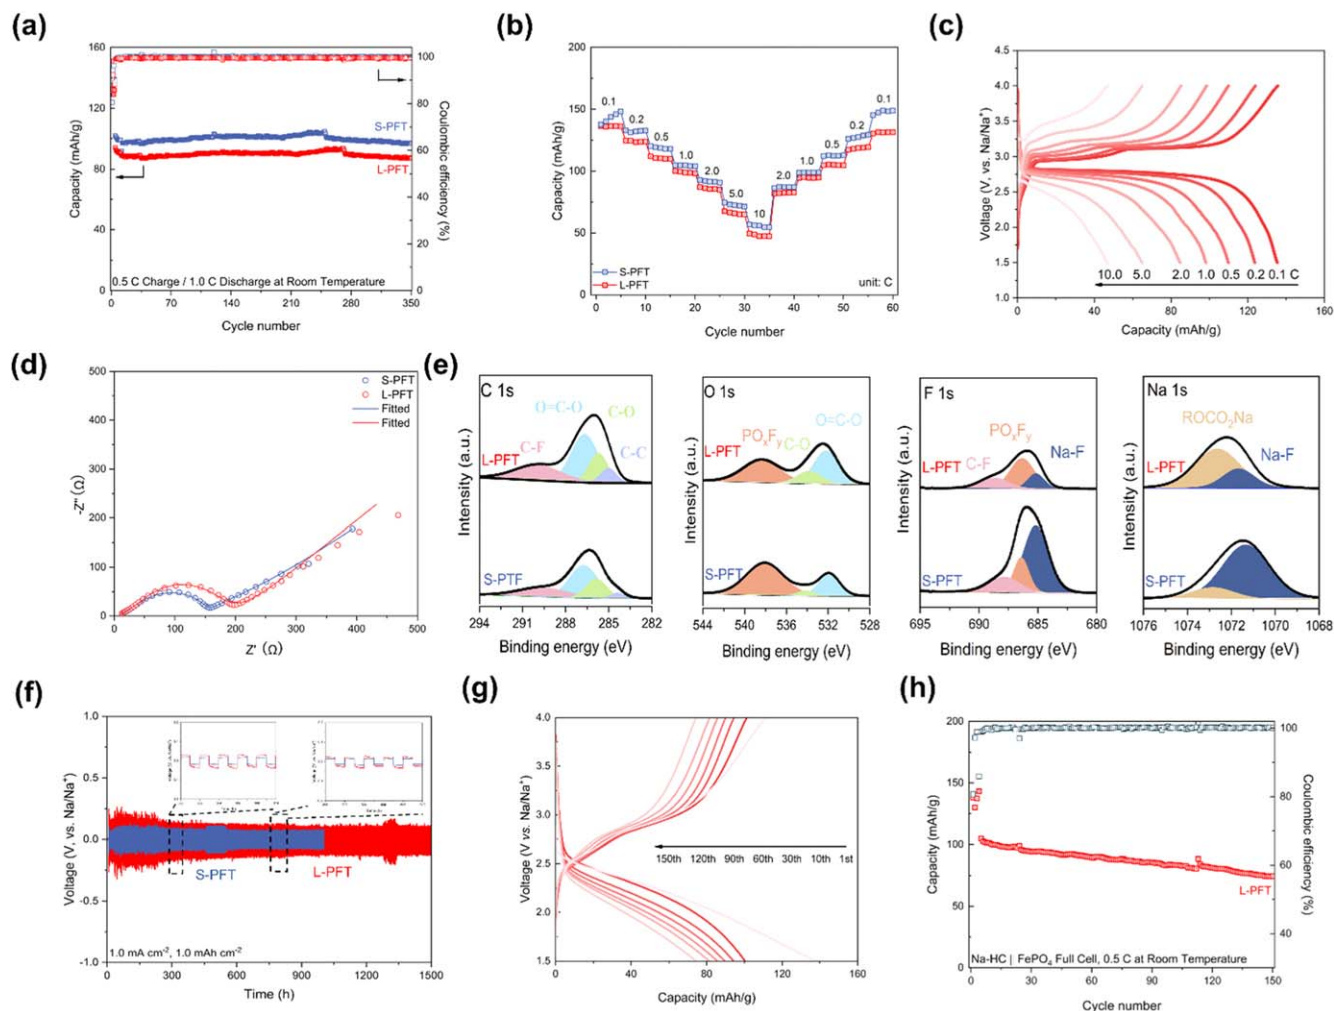 (a)
160
120
80
40
0
Capacity (mAh/g)
S-PFT
L-PFT
0.5 C Charge / 1.0 C Discharge at Room Temperature
0 70 140 210 280 350
Cycle number
100
80
60
40
20
0
Coulombic efficiency (%)
(b)
200
150
100
50
0
Capacity (mAh/g)
0.1
0.2
0.5
1.0
2.0
5.0
10
2.0
1.0
0.5
0.2
0.1
S-PFT
L-PFT
unit: C
0 10 20 30 40 50 60
Cycle number
(c)
4.5
4.0
3.5
3.0
2.5
2.0
1.5
1.0
Voltage (V, vs. Na/Na⁺)
10.0 5.0 2.0 1.0 0.5 0.2 0.1 C
0 40 80 120 160
Capacity (mAh/g)
(d)
500
400
300
200
100
0
-Z'' (Ω)
S-PFT
L-PFT
Fitted
Fitted
0 100 200 300 400 500
Z' (Ω)
(e)
C 1s
O=C-O
C-O
C-F
C-C
L-PFT
S-PTF
Intensity (a.u.)
294 291 288 285 282
Binding energy (eV)
O 1s
O=C-O
POₓFᵧ
C-O
L-PFT
S-PFT
Intensity (a.u.)
544 540 536 532 528
Binding energy (eV)
F 1s
POₓFᵧ
Na-F
L-PFT
C-F
S-PFT
Intensity (a.u.)
695 690 685 680
Binding energy (eV)
Na 1s
ROCO₂Na
Na-F
L-PFT
S-PFT
Intensity (a.u.)
1076 1074 1072 1070 1068
Binding energy (eV)
(f)
1.0
0.5
0.0
-0.5
-1.0
Voltage (V, vs. Na/Na⁺)
S-PFT
L-PFT
1.0 mA cm⁻², 1.0 mAh cm⁻²
0 300 600 900 1200 1500
Time (h)
(g)
4.0
3.5
3.0
2.5
2.0
1.5
Voltage (V vs. Na/Na⁺)
150th 120th 90th 60th 30th 10th 1st
0 40 80 120 160
Capacity (mAh/g)
(h)
200
150
100
75
50
25
0
Capacity (mAh/g)
L-PFT
Na-HC | FePO₄ Full Cell, 0.5 C at Room Temperature
0 30 60 90 120 150
Cycle number
100
80
60
40
Coulombic efficiency (%)